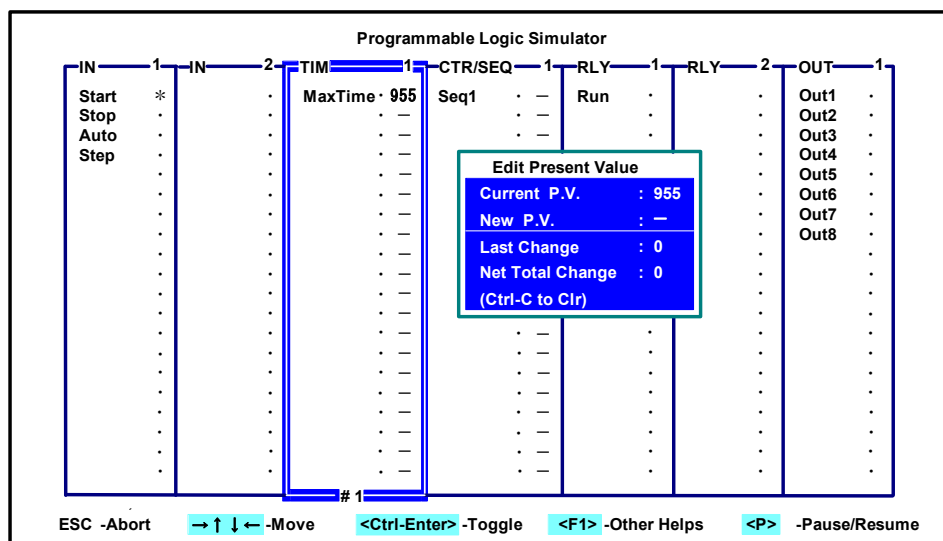 Programmable Logic Simulator
IN 1 IN 2 TIM 1 CTR/SEQ 1 RLY 1 RLY 2 OUT 1
Start * MaxTime 955 Seq1 — Run Out1
Stop — — Out2
Auto — — Out3
Step — Out4
Out5
Out6
Out7
Out8
Edit Present Value
Current P.V. : 955
New P.V. : —
Last Change : 0
Net Total Change : 0
(Ctrl-C to Clr)
# 1
ESC -Abort →↑↓← -Move <Ctrl-Enter> -Toggle <F1> -Other Helps <P> -Pause/Resume